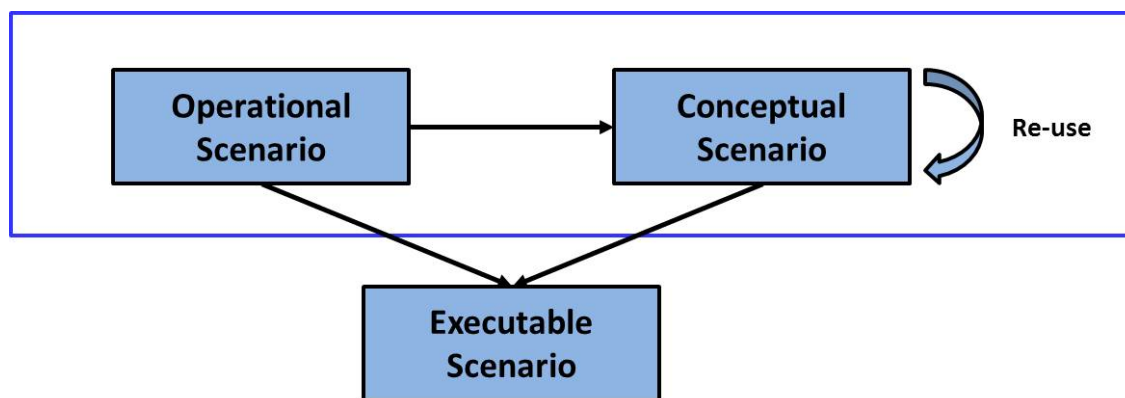 Operational
Scenario
Conceptual
Scenario
Re-use
Executable
Scenario